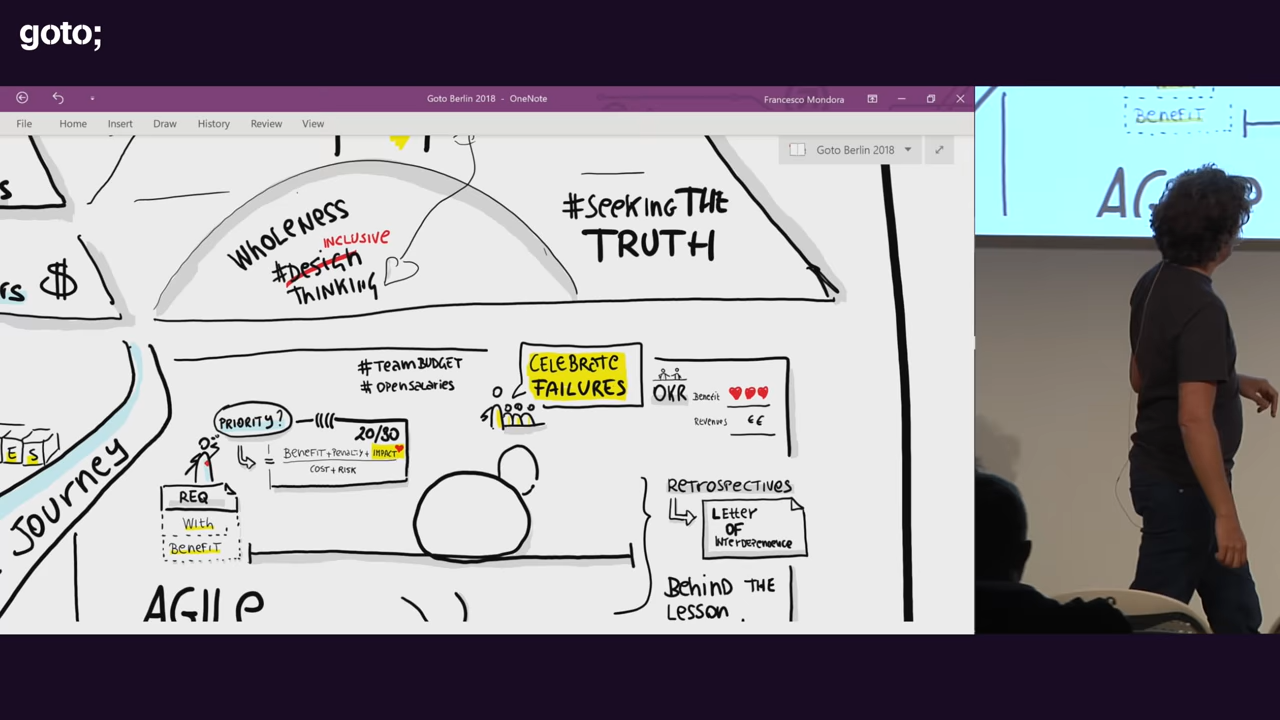 goto;
Goto Berlin 2018 - OneNote
Francesco Mondora
File Home Insert Draw History Review View
Goto Berlin 2018
s
WHOLENESS
INCLUSIVE
#Design
THINKING
#Seeking THE
TRUTH
rs $
#TeamBUDGET
#OpenSalaries
CELEBRATE
FAILURES
OKR
Benefit
Revenues €€
PRIORITY?
20/80
= BENEFIT + PENALTY + IMPACT
COST + RISK
REQ
With
BENEFIT
E S
JOURNEY
RETROSPECTIVES
LETTER
OF
INTERDEPENDENCE
BEHIND THE
LESSON
AGILE
BENEFIT